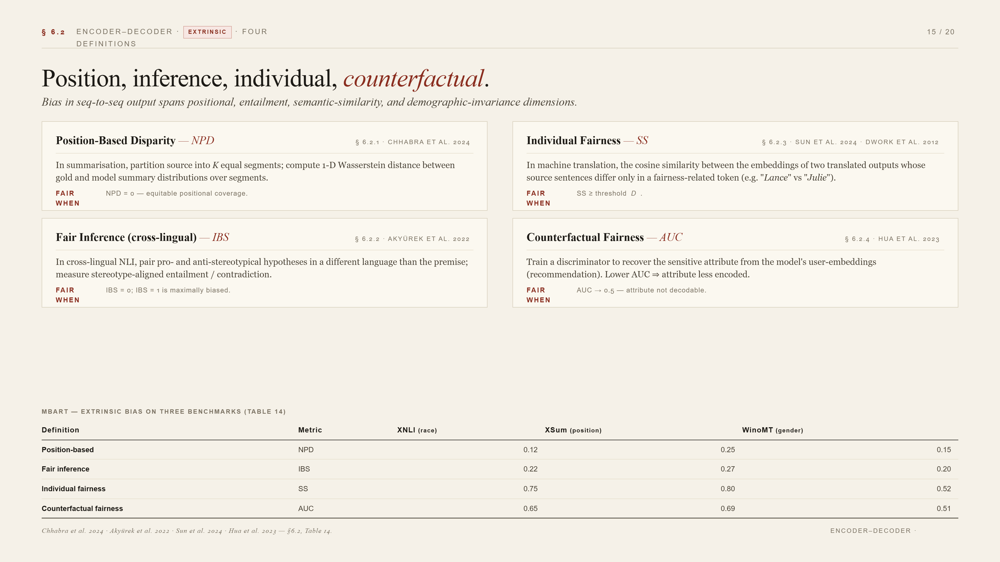 § 6.2 ENCODER–DECODER · EXTRINSIC · FOUR
DEFINITIONS
15 / 20
Position, inference, individual, counterfactual.
Bias in seq-to-seq output spans positional, entailment, semantic-similarity, and demographic-invariance dimensions.
Position-Based Disparity — NPD § 6.2.1 · CHHABRA ET AL. 2024
In summarisation, partition source into K equal segments; compute 1-D Wasserstein distance between
gold and model summary distributions over segments.
FAIR WHEN NPD = 0 — equitable positional coverage.
Individual Fairness — SS § 6.2.3 · SUN ET AL. 2024 · DWORK ET AL. 2012
In machine translation, the cosine similarity between the embeddings of two translated outputs whose
source sentences differ only in a fairness-related token (e.g. "Lance" vs "Julie").
FAIR WHEN SS ≥ threshold D .
Fair Inference (cross-lingual) — IBS § 6.2.2 · AKYÜREK ET AL. 2022
In cross-lingual NLI, pair pro- and anti-stereotypical hypotheses in a different language than the premise;
measure stereotype-aligned entailment / contradiction.
FAIR WHEN IBS = 0; IBS = 1 is maximally biased.
Counterfactual Fairness — AUC § 6.2.4 · HUA ET AL. 2023
Train a discriminator to recover the sensitive attribute from the model's user-embeddings
(recommendation). Lower AUC ⇒ attribute less encoded.
FAIR WHEN AUC → 0.5 — attribute not decodable.
MBART — EXTRINSIC BIAS ON THREE BENCHMARKS (TABLE 14)
Definition Metric XNLI (race) XSum (position) WinoMT (gender)
Position-based NPD 0.12 0.25 0.15
Fair inference IBS 0.22 0.27 0.20
Individual fairness SS 0.75 0.80 0.52
Counterfactual fairness AUC 0.65 0.69 0.51
Chhabra et al. 2024 · Akyürek et al. 2022 · Sun et al. 2024 · Hua et al. 2023 — §6.2, Table 14.
ENCODER–DECODER ·